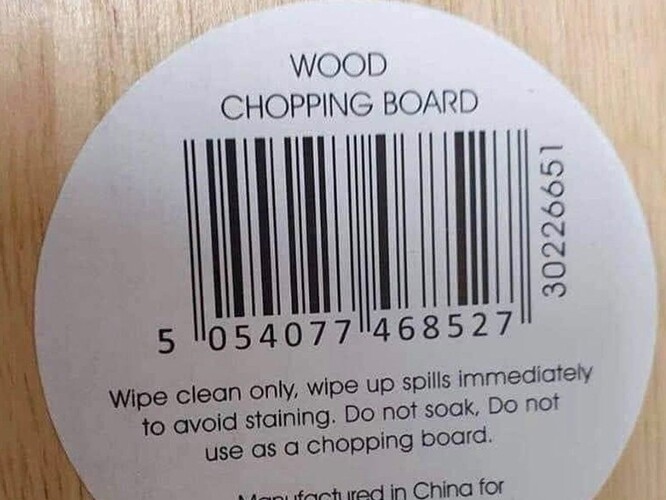 WOOD
CHOPPING BOARD
30226651
5 054077 468527
Wipe clean only, wipe up spills immediately
to avoid staining. Do not soak, Do not
use as a chopping board.
Manufactured in China for